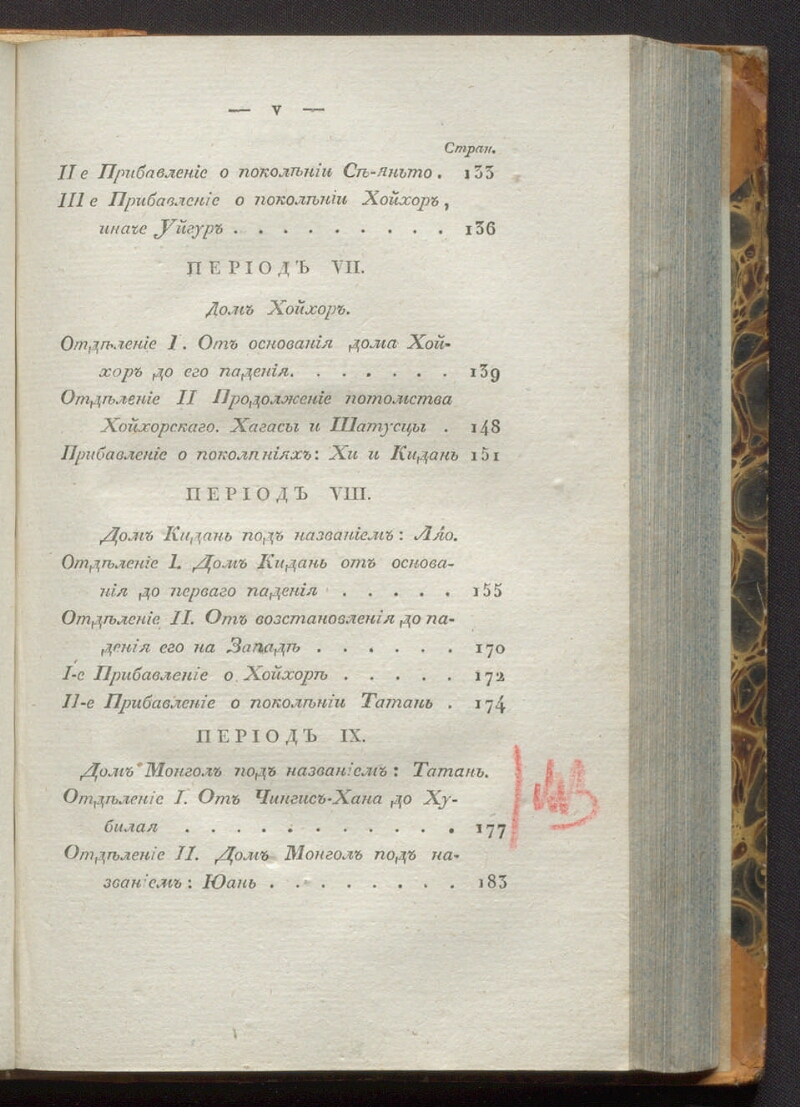 — V —
Стран.
II е Прибавленіе о поколѣніи Сѣ-Яньто. 133
III е Прибавленіе о поколѣніи Хойхоръ,
иначе Уйгуръ . . . . . . . . . 136
ПЕРІОДЪ VII.
Домъ Хойхоръ.
Отдѣленіе I. Отъ основанія дома Хой-
хоръ до его паденія. . . . . . . 139
Отдѣленіе II Продолженіе потомства
Хойхорскаго. Хагасы и Шатусцы . 148
Прибавленіе о поколпніяхъ: Хи и Кидань 151
ПЕРІОДЪ VIII.
Домъ Кидань подъ названіемъ: Ляо.
Отдѣленіе I. Домъ Кидань отъ основа-
нія до перваго паденія . . . . . 155
Отдѣленіе II. Отъ возстановленія до па-
денія его на Западѣ . . . . . . 170
I-е Прибавленіе о Хойхорѣ . . . . . 172
II-е Прибавленіе о поколѣніи Татань . 174
ПЕРІОДЪ IX.
Домъ Монголъ подъ названіемъ: Татань.
Отдѣленіе I. Отъ Чингисъ-Хана до Ху-
билая . . . . . . . . . . . 177
Отдѣленіе II. Домъ Монголъ подъ на-
званіемъ: Юань . . . . . . . . 183